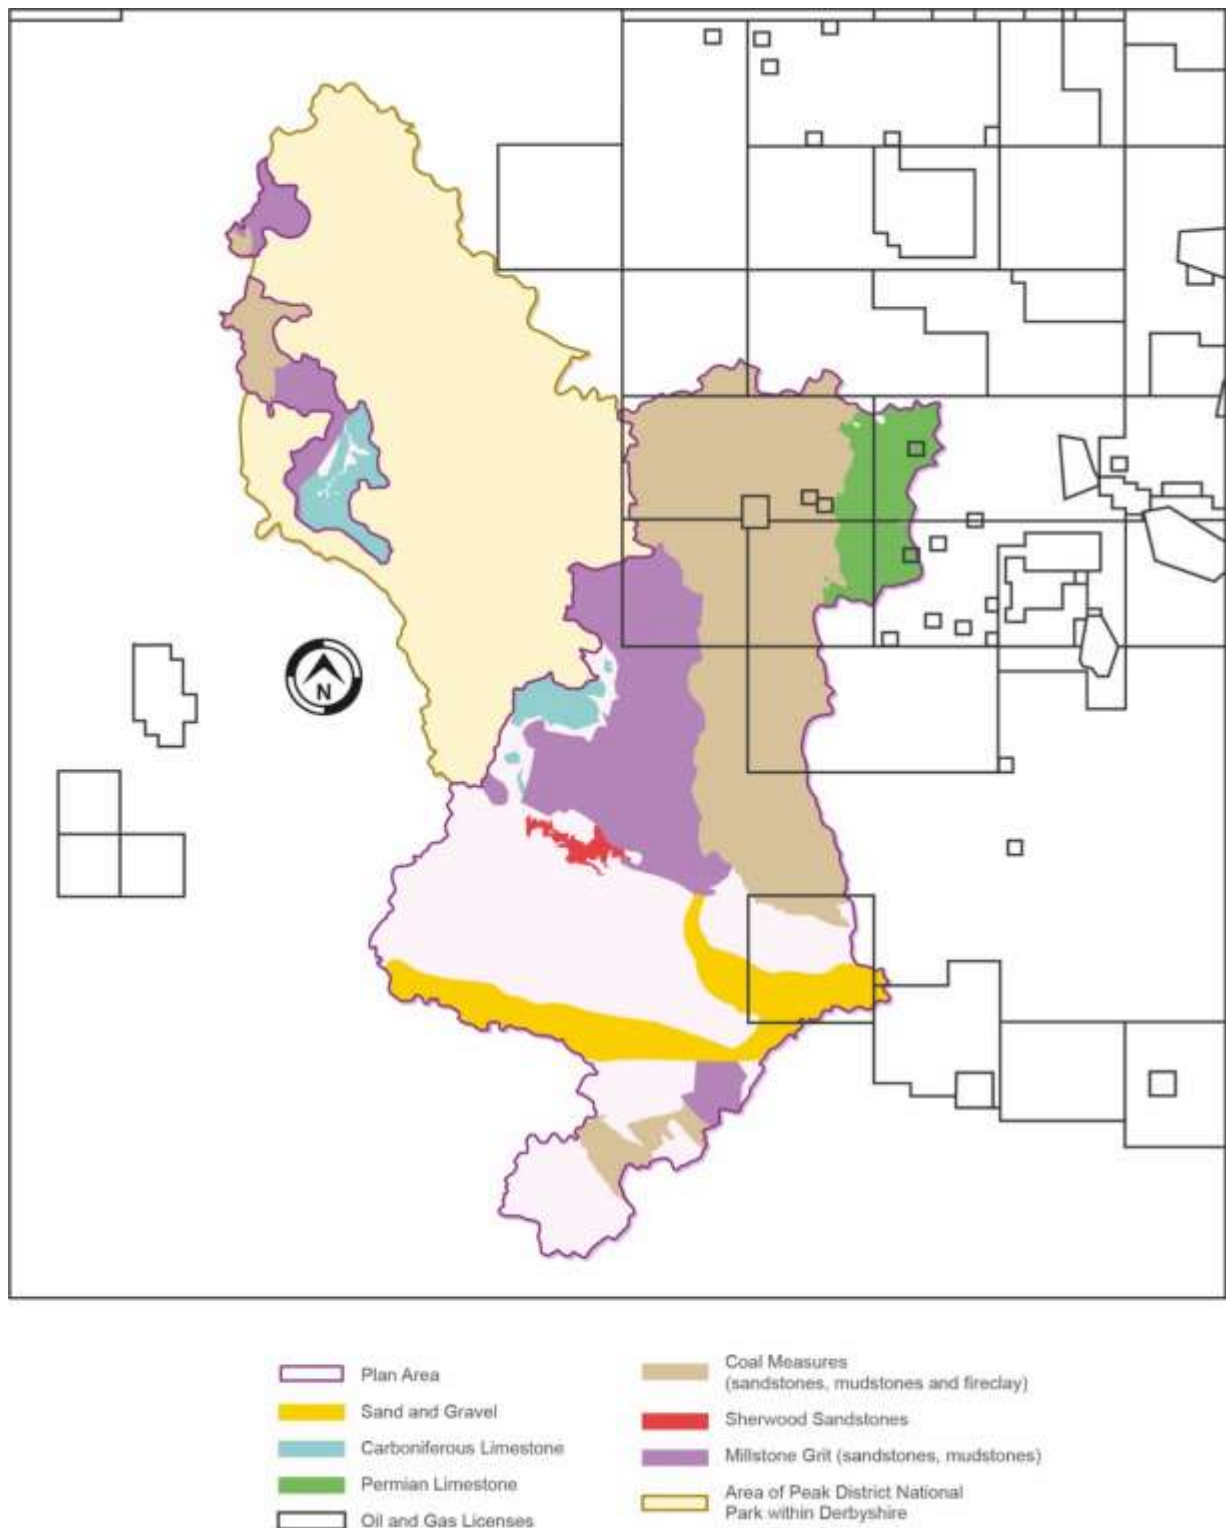 N
Plan Area
Sand and Gravel
Carboniferous Limestone
Permian Limestone
Oil and Gas Licenses
Coal Measures
(sandstones, mudstones and fireclay)
Sherwood Sandstones
Millstone Grit (sandstones, mudstones)
Area of Peak District National
Park within Derbyshire